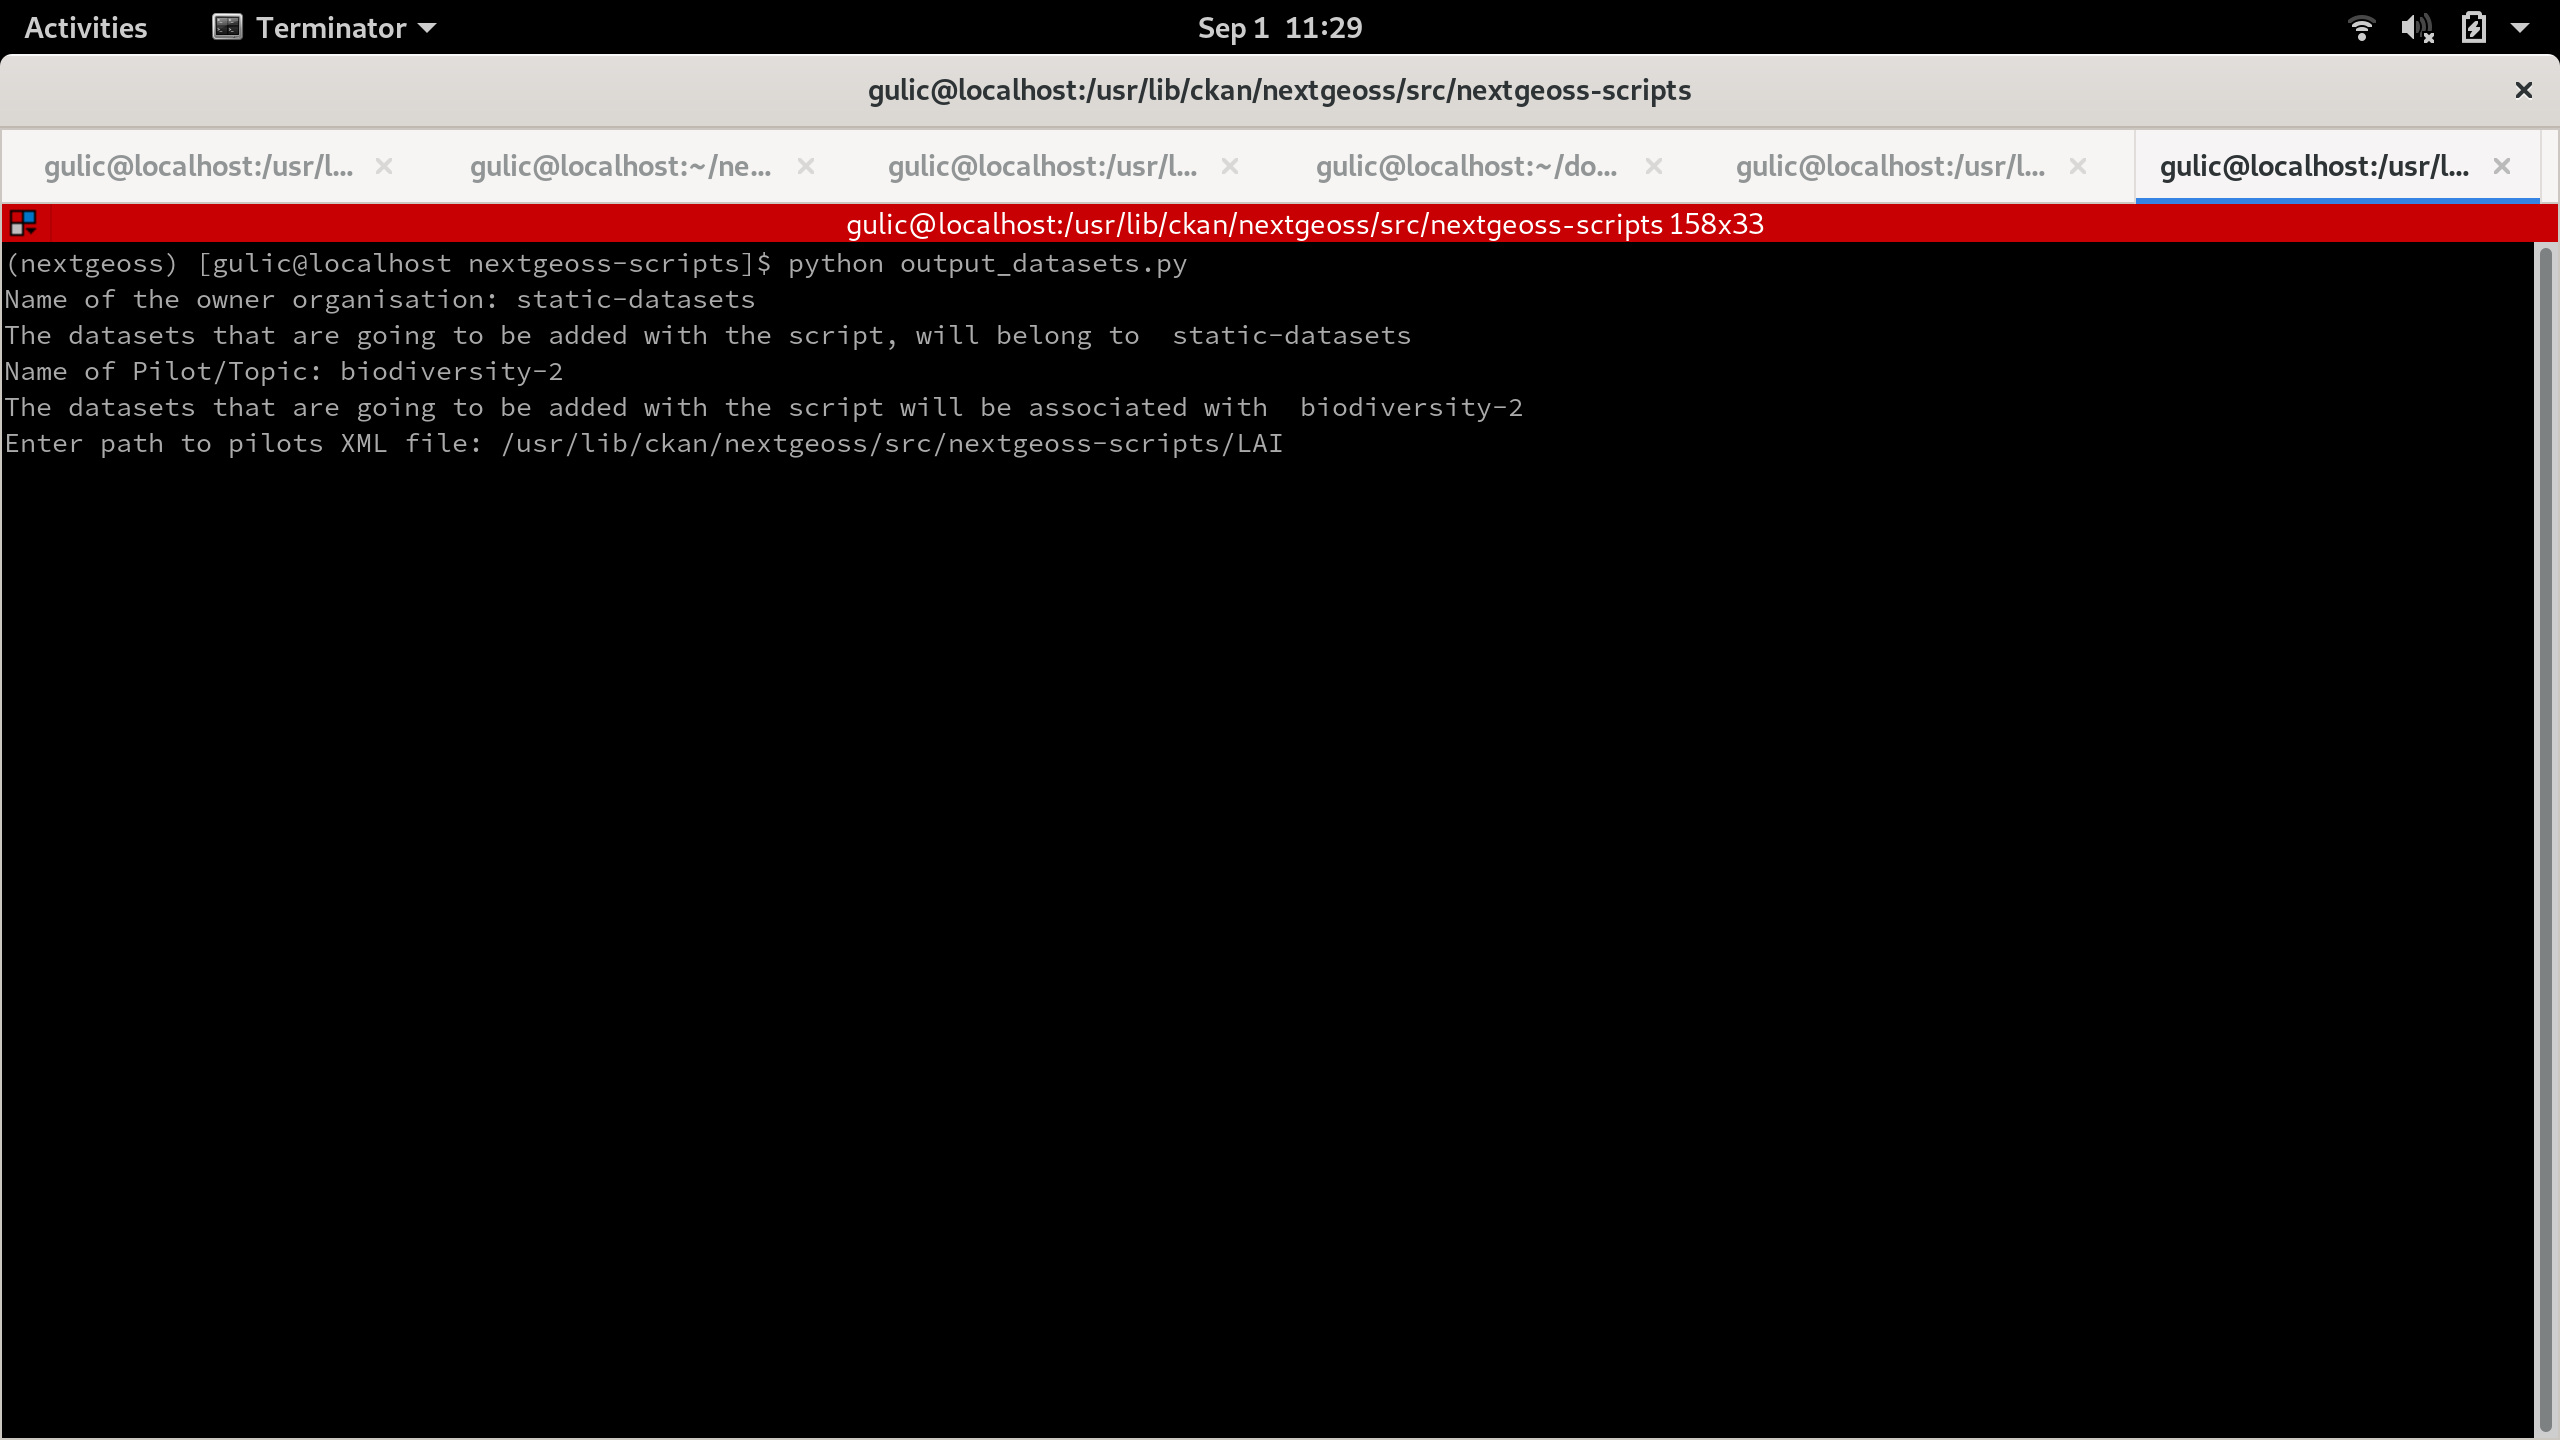 Activities Terminator Sep 1 11:29
gulic@localhost:/usr/lib/ckan/nextgeoss/src/nextgeoss-scripts
gulic@localhost:/usr/l... gulic@localhost:~/ne... gulic@localhost:/usr/l... gulic@localhost:~/do... gulic@localhost:/usr/l... gulic@localhost:/usr/l...
gulic@localhost:/usr/lib/ckan/nextgeoss/src/nextgeoss-scripts 158x33
(nextgeoss) [gulic@localhost nextgeoss-scripts]$ python output_datasets.py
Name of the owner organisation: static-datasets
The datasets that are going to be added with the script, will belong to  static-datasets
Name of Pilot/Topic: biodiversity-2
The datasets that are going to be added with the script will be associated with  biodiversity-2
Enter path to pilots XML file: /usr/lib/ckan/nextgeoss/src/nextgeoss-scripts/LAI